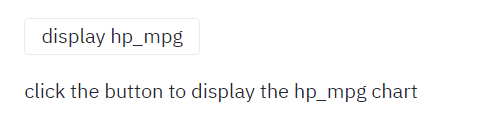 display hp_mpg
click the button to display the hp_mpg chart